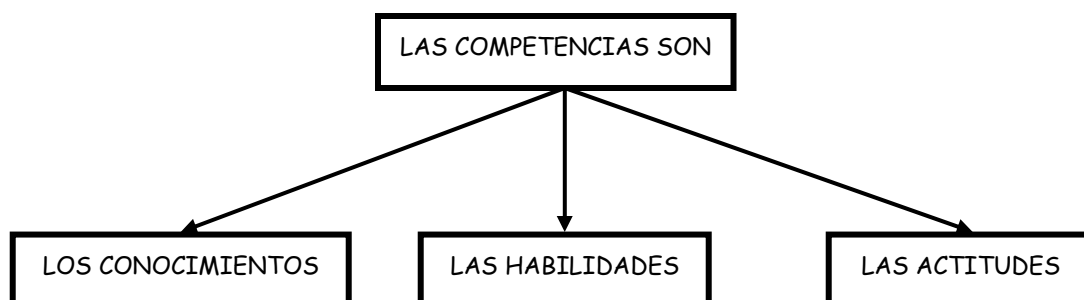 LAS COMPETENCIAS SON
LOS CONOCIMIENTOS
LAS HABILIDADES
LAS ACTITUDES